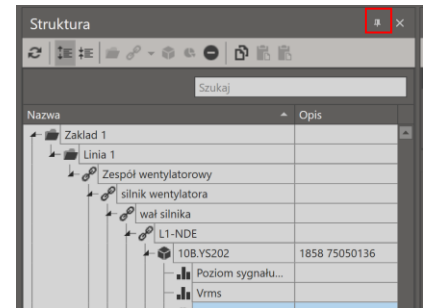 Struktura
Szukaj
Nazwa Opis
Zaklad 1
Linia 1
Zespół wentylatorowy
silnik wentylatora
wał silnika
L1-NDE
10B.YS202 1858 75050136
Poziom sygnału...
Vrms